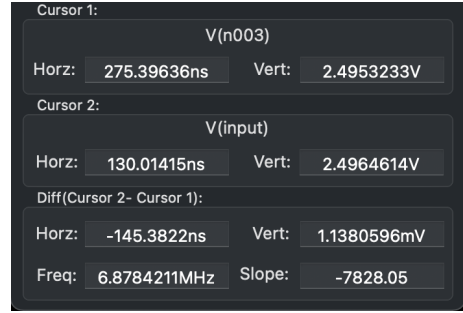 Cursor 1:
V(n003)
Horz: 275.39636ns Vert: 2.4953233V
Cursor 2:
V(input)
Horz: 130.01415ns Vert: 2.4964614V
Diff(Cursor 2- Cursor 1):
Horz: -145.3822ns Vert: 1.1380596mV
Freq: 6.8784211MHz Slope: -7828.05